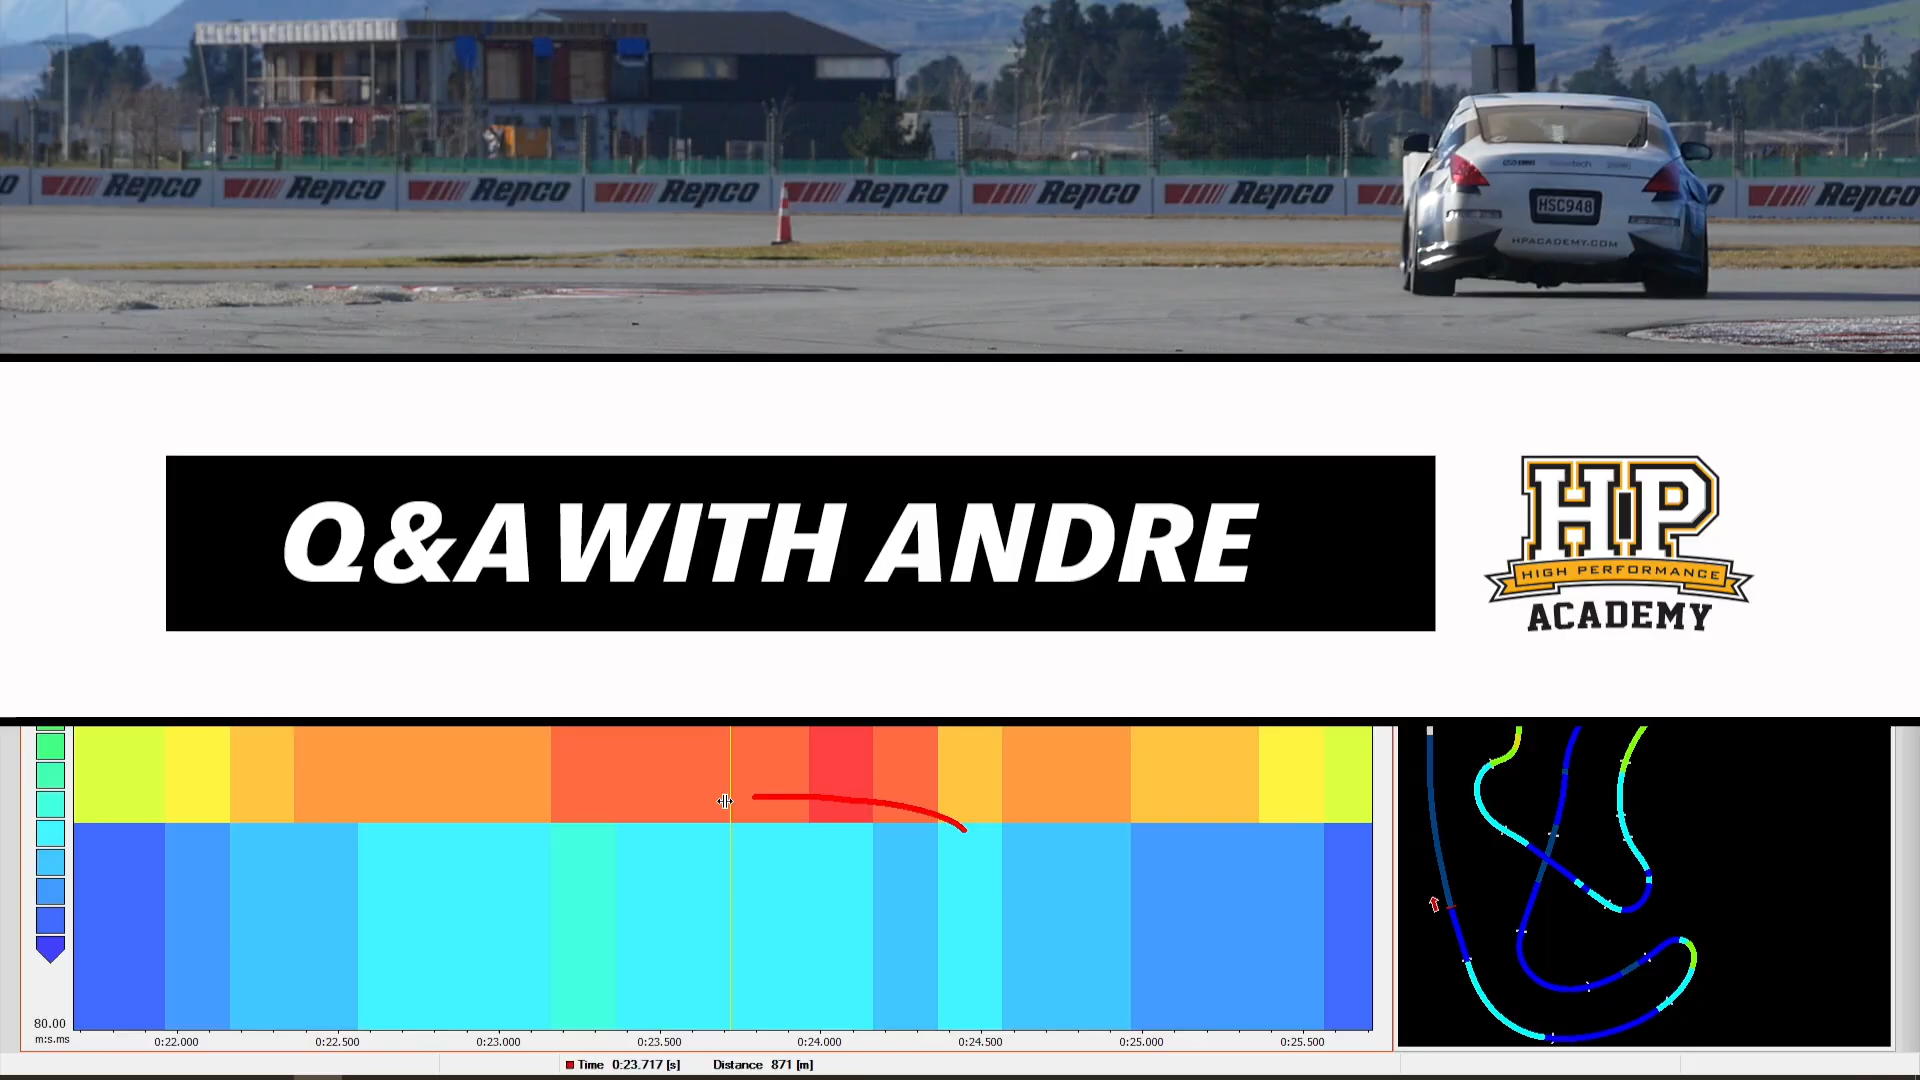 Repco Repco Repco Repco Repco Repco Repco Repco
HSC948
HPACADEMY.COM
Q&A WITH ANDRE
HP
HIGH PERFORMANCE
ACADEMY
80.00
m:s.ms
0:22.000 0:22.500 0:23.000 0:23.500 0:24.000 0:24.500 0:25.000 0:25.500
Time 0:23.717 [s] Distance 871 [m]